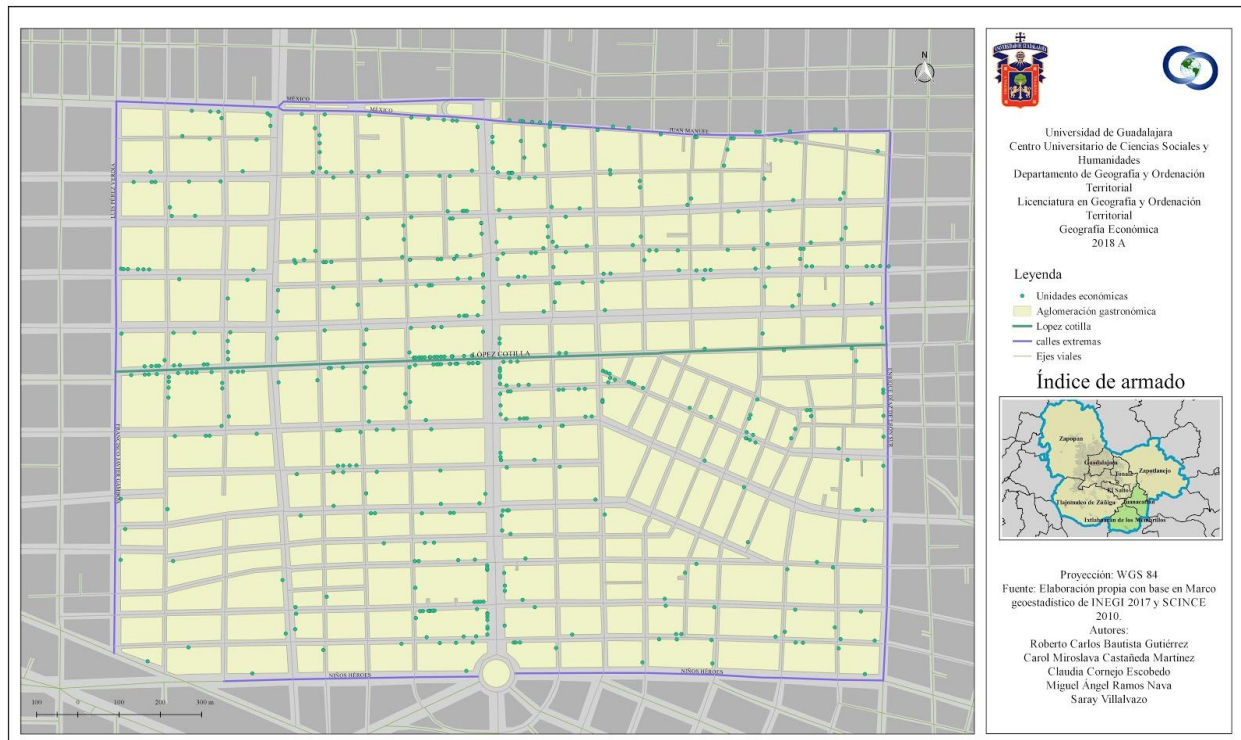 MÉXICO
MÉXICO
JUAN MANUEL
LÓPEZ COTILLA
NIÑOS HÉROES
NIÑOS HÉROES
N
100 0 100 200 300 m
Universidad de Guadalajara
Centro Universitario de Ciencias Sociales y
Humanidades
Departamento de Geografía y Ordenación
Territorial
Licenciatura en Geografía y Ordenación
Territorial
Geografía Económica
2018 A
Leyenda
Unidades económicas
Aglomeración gastronómica
Lopez cotilla
calles extremas
Ejes viales
Índice de armado
Zapopan
Guadalajara
Tonala
Zapotlanejo
El Salto
Tlajomulco de Zúñiga
Juanacatlán
Ixtlahuacán de los Membrillos
Proyección: WGS 84
Fuente: Elaboración propia con base en Marco
geoestadístico de INEGI 2017 y SCINCE
2010.
Autores:
Roberto Carlos Bautista Gutiérrez
Carol Miroslava Castañeda Martinez
Claudia Cornejo Escobedo
Miguel Ángel Ramos Nava
Saray Villalvazo